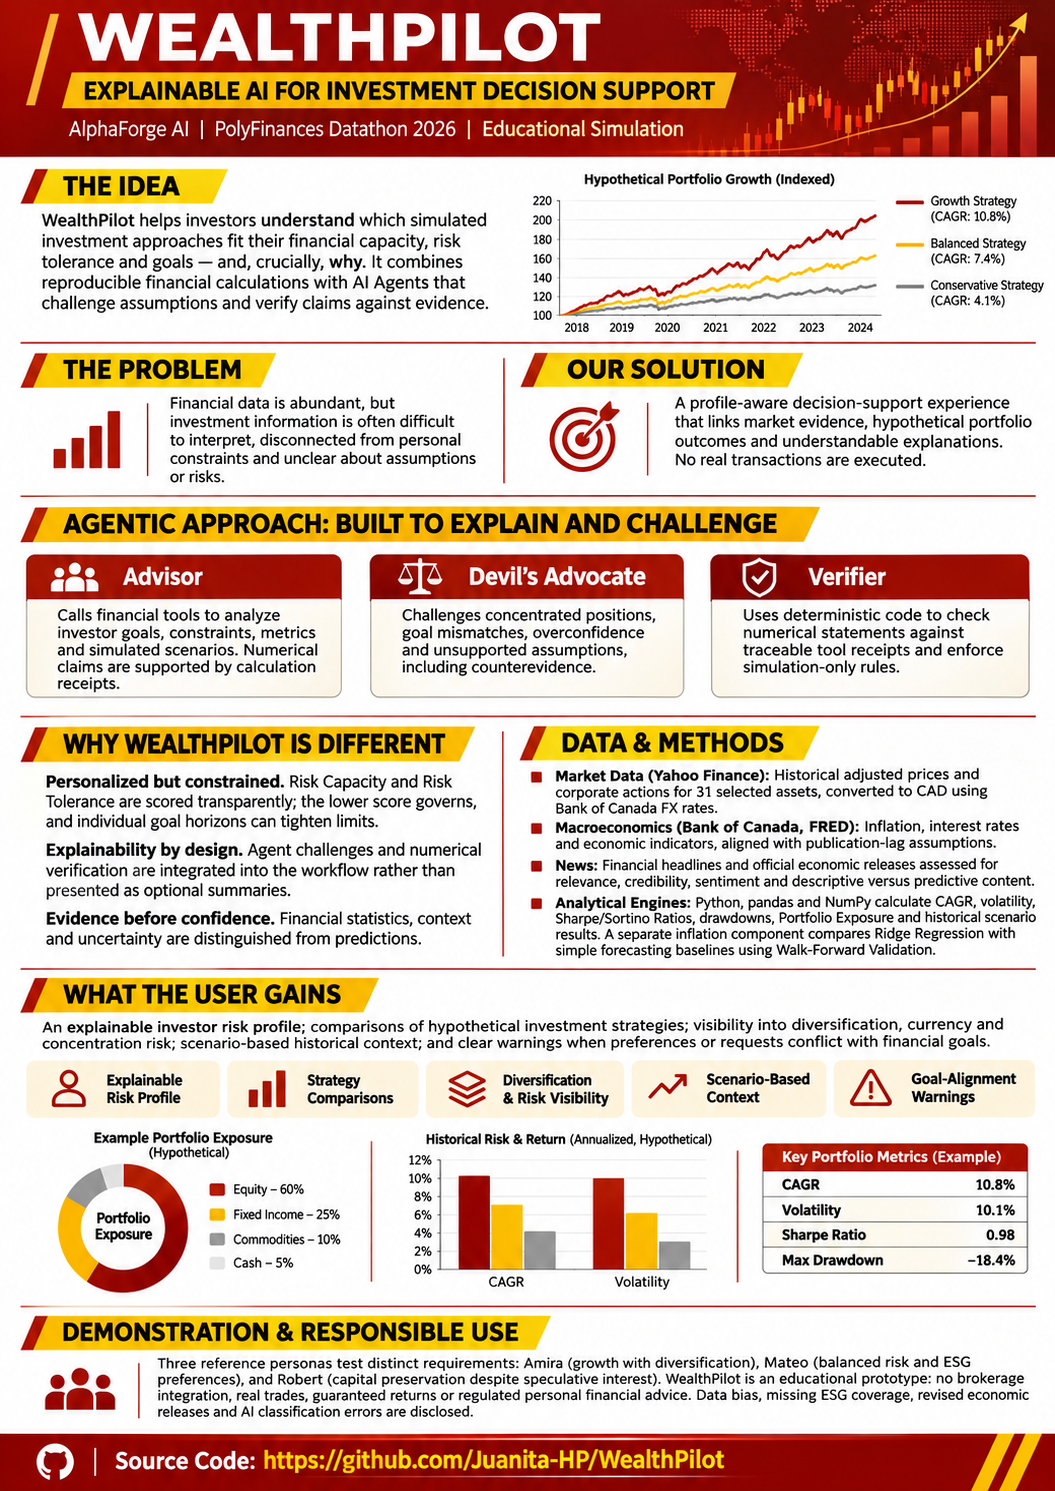 WEALTHPILOT
EXPLAINABLE AI FOR INVESTMENT DECISION SUPPORT
AlphaForge AI | PolyFinances Datathon 2026 | Educational Simulation
THE IDEA
WealthPilot helps investors understand which simulated
investment approaches fit their financial capacity, risk
tolerance and goals — and, crucially, why. It combines
reproducible financial calculations with AI Agents that
challenge assumptions and verify claims against evidence.
Hypothetical Portfolio Growth (Indexed)
220
200
180
160
140
120
100
2018 2019 2020 2021 2022 2023 2024
Growth Strategy
(CAGR: 10.8%)
Balanced Strategy
(CAGR: 7.4%)
Conservative Strategy
(CAGR: 4.1%)
THE PROBLEM
Financial data is abundant, but
investment information is often difficult
to interpret, disconnected from personal
constraints and unclear about assumptions
or risks.
OUR SOLUTION
A profile-aware decision-support experience
that links market evidence, hypothetical portfolio
outcomes and understandable explanations.
No real transactions are executed.
AGENTIC APPROACH: BUILT TO EXPLAIN AND CHALLENGE
Advisor
Calls financial tools to analyze
investor goals, constraints, metrics
and simulated scenarios. Numerical
claims are supported by calculation
receipts.
Devil's Advocate
Challenges concentrated positions,
goal mismatches, overconfidence
and unsupported assumptions,
including counterevidence.
Verifier
Uses deterministic code to check
numerical statements against
traceable tool receipts and enforce
simulation-only rules.
WHY WEALTHPILOT IS DIFFERENT
Personalized but constrained. Risk Capacity and Risk
Tolerance are scored transparently; the lower score governs,
and individual goal horizons can tighten limits.
Explainability by design. Agent challenges and numerical
verification are integrated into the workflow rather than
presented as optional summaries.
Evidence before confidence. Financial statistics, context
and uncertainty are distinguished from predictions.
DATA & METHODS
Market Data (Yahoo Finance): Historical adjusted prices and
corporate actions for 31 selected assets, converted to CAD using
Bank of Canada FX rates.
Macroeconomics (Bank of Canada, FRED): Inflation, interest rates
and economic indicators, aligned with publication-lag assumptions.
News: Financial headlines and official economic releases assessed for
relevance, credibility, sentiment and descriptive versus predictive content.
Analytical Engines: Python, pandas and NumPy calculate CAGR, volatility,
Sharpe/Sortino Ratios, drawdowns, Portfolio Exposure and historical scenario
results. A separate inflation component compares Ridge Regression with
simple forecasting baselines using Walk-Forward Validation.
WHAT THE USER GAINS
An explainable investor risk profile; comparisons of hypothetical investment strategies; visibility into diversification, currency and
concentration risk; scenario-based historical context; and clear warnings when preferences or requests conflict with financial goals.
Explainable
Risk Profile
Strategy
Comparisons
Diversification
& Risk Visibility
Scenario-Based
Context
Goal-Alignment
Warnings
Example Portfolio Exposure
(Hypothetical)
Portfolio
Exposure
Equity – 60%
Fixed Income – 25%
Commodities – 10%
Cash – 5%
Historical Risk & Return (Annualized, Hypothetical)
12%
10%
8%
6%
4%
2%
0%
CAGR Volatility
Key Portfolio Metrics (Example)
CAGR 10.8%
Volatility 10.1%
Sharpe Ratio 0.98
Max Drawdown −18.4%
DEMONSTRATION & RESPONSIBLE USE
Three reference personas test distinct requirements: Amira (growth with diversification), Mateo (balanced risk and ESG
preferences), and Robert (capital preservation despite speculative interest). WealthPilot is an educational prototype: no brokerage
integration, real trades, guaranteed returns or regulated personal financial advice. Data bias, missing ESG coverage, revised economic
releases and AI classification errors are disclosed.
Source Code: https://github.com/Juanita-HP/WealthPilot